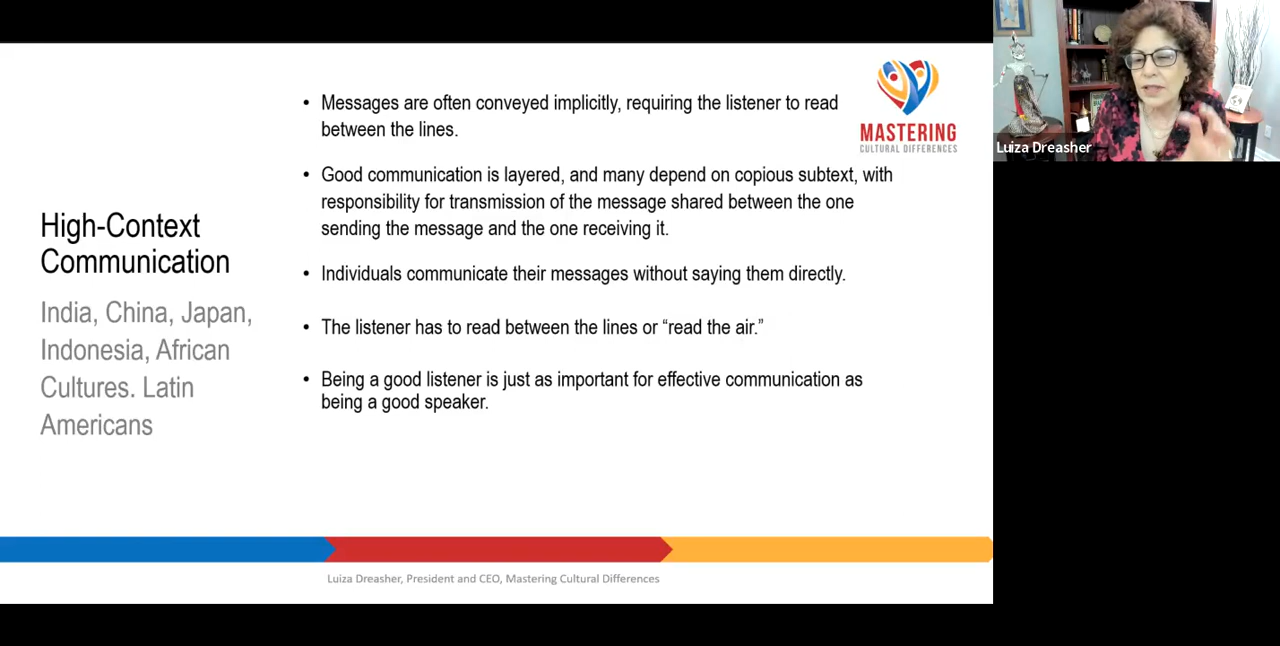 High-Context
Communication
India, China, Japan,
Indonesia, African
Cultures. Latin
Americans
• Messages are often conveyed implicitly, requiring the listener to read
between the lines.
• Good communication is layered, and many depend on copious subtext, with
responsibility for transmission of the message shared between the one
sending the message and the one receiving it.
• Individuals communicate their messages without saying them directly.
• The listener has to read between the lines or “read the air.”
• Being a good listener is just as important for effective communication as
being a good speaker.
MASTERING
CULTURAL DIFFERENCES
Luiza Dreasher, President and CEO, Mastering Cultural Differences
Luiza Dreasher